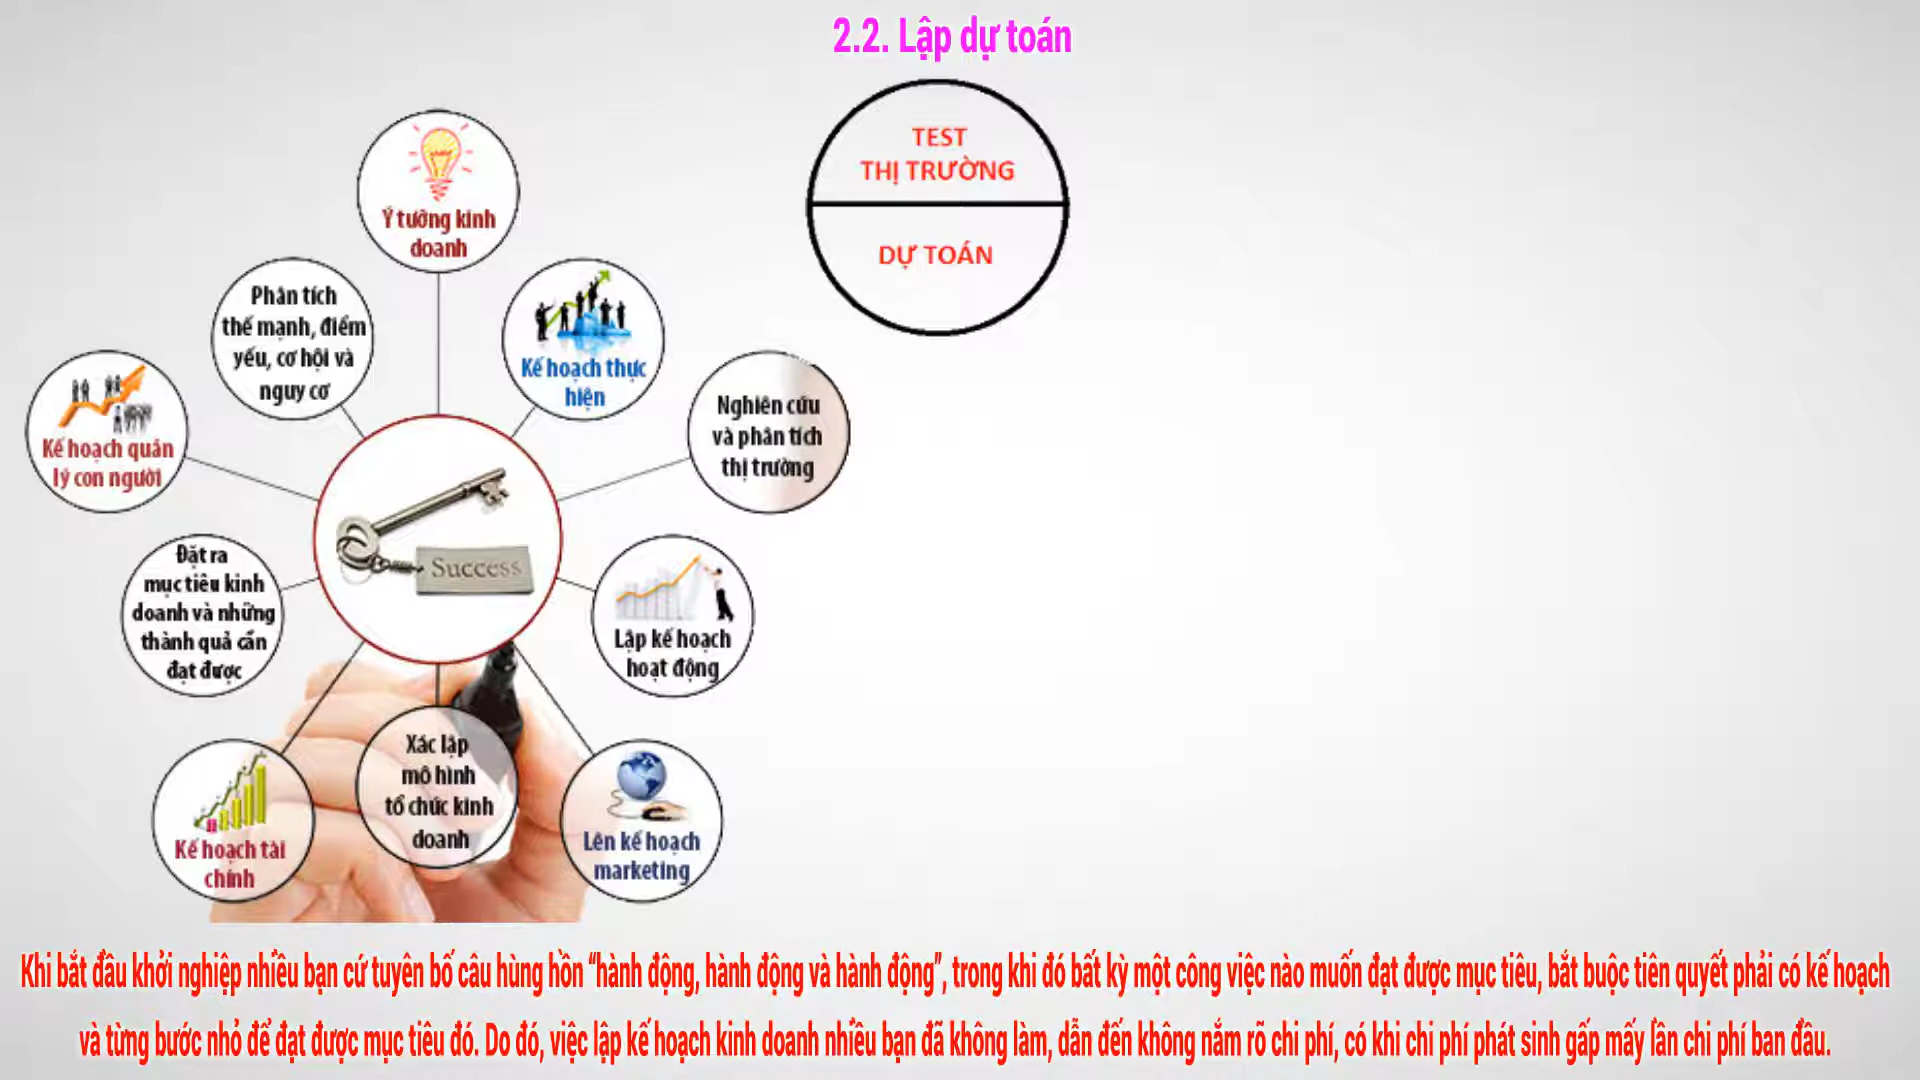 2.2. Lập dự toán
TEST
THỊ TRƯỜNG
DỰ TOÁN
Ý tưởng kinh
doanh
Phân tích
thế mạnh, điểm
yếu, cơ hội và
nguy cơ
Kế hoạch thực
hiện
Kế hoạch quản
lý con người
Nghiên cứu
và phân tích
thị trường
Success
Đặt ra
mục tiêu kinh
doanh và những
thành quả cần
đạt được
Lập kế hoạch
hoạt động
Kế hoạch tài
chính
Xác lập
mô hình
tổ chức kinh
doanh
Lên kế hoạch
marketing
Khi bắt đầu khởi nghiệp nhiều bạn cứ tuyên bố câu hùng hồn “hành động, hành động và hành động”, trong khi đó bất kỳ một công việc nào muốn đạt được mục tiêu, bắt buộc tiên quyết phải có kế hoạch
và từng bước nhỏ để đạt được mục tiêu đó. Do đó, việc lập kế hoạch kinh doanh nhiều bạn đã không làm, dẫn đến không nắm rõ chi phí, có khi chi phí phát sinh gấp mấy lần chi phí ban đầu.